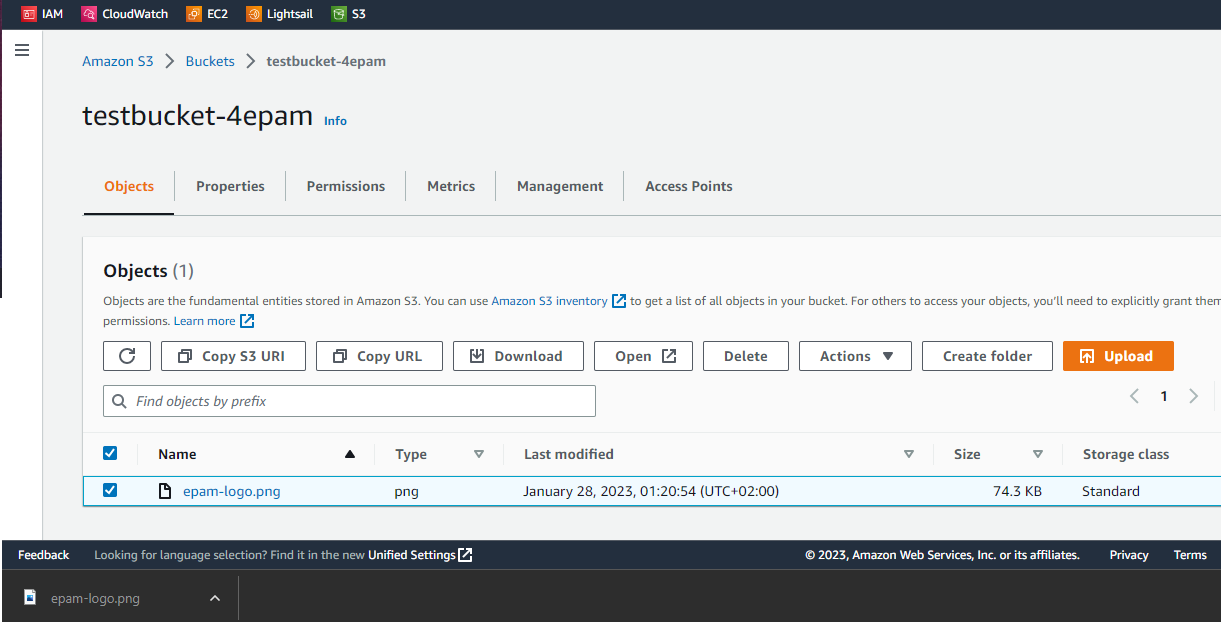 IAM CloudWatch EC2 Lightsail S3
Amazon S3 Buckets testbucket-4epam
testbucket-4epam Info
Objects Properties Permissions Metrics Management Access Points
Objects (1)
Objects are the fundamental entities stored in Amazon S3. You can use Amazon S3 inventory to get a list of all objects in your bucket. For others to access your objects, you'll need to explicitly grant them
permissions. Learn more
Copy S3 URI Copy URL Download Open Delete Actions Create folder Upload
Find objects by prefix 1
Name Type Last modified Size Storage class
epam-logo.png png January 28, 2023, 01:20:54 (UTC+02:00) 74.3 KB Standard
Feedback Looking for language selection? Find it in the new Unified Settings © 2023, Amazon Web Services, Inc. or its affiliates. Privacy Terms
epam-logo.png